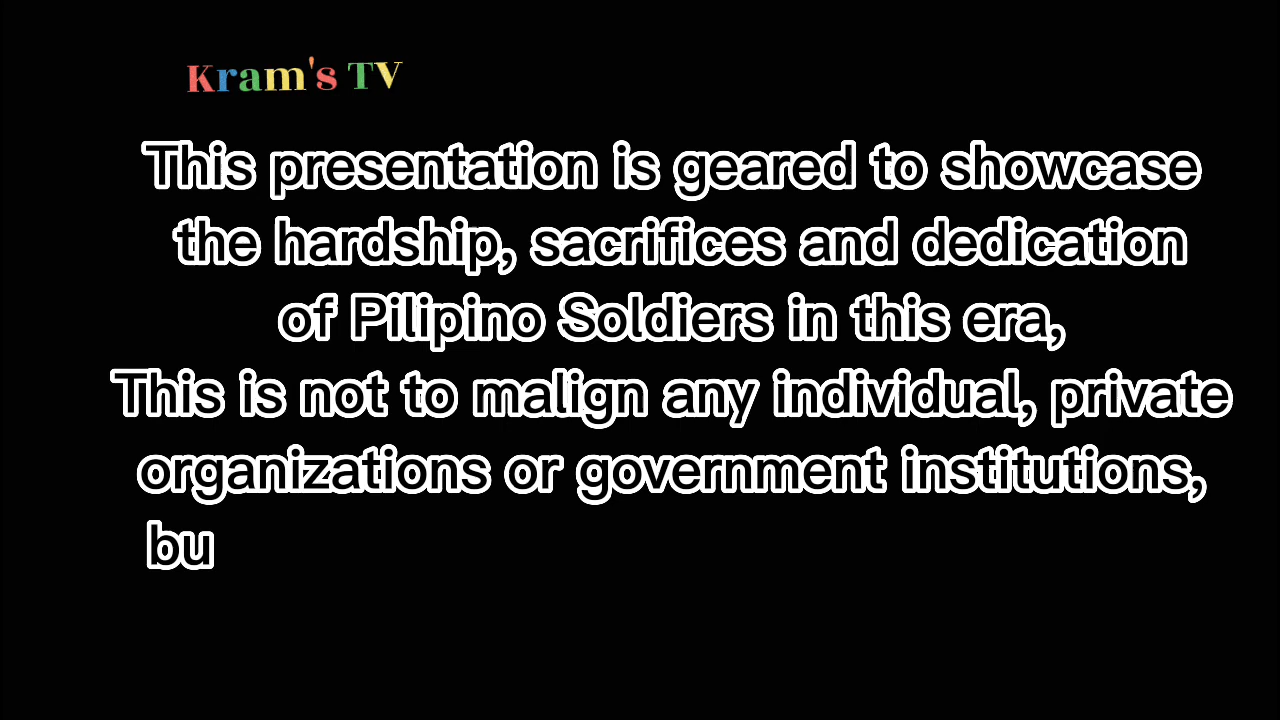 Kram's TV
This presentation is geared to showcase
the hardship, sacrifices and dedication
of Pilipino Soldiers in this era,
This is not to malign any individual, private
organizations or government institutions,
bu